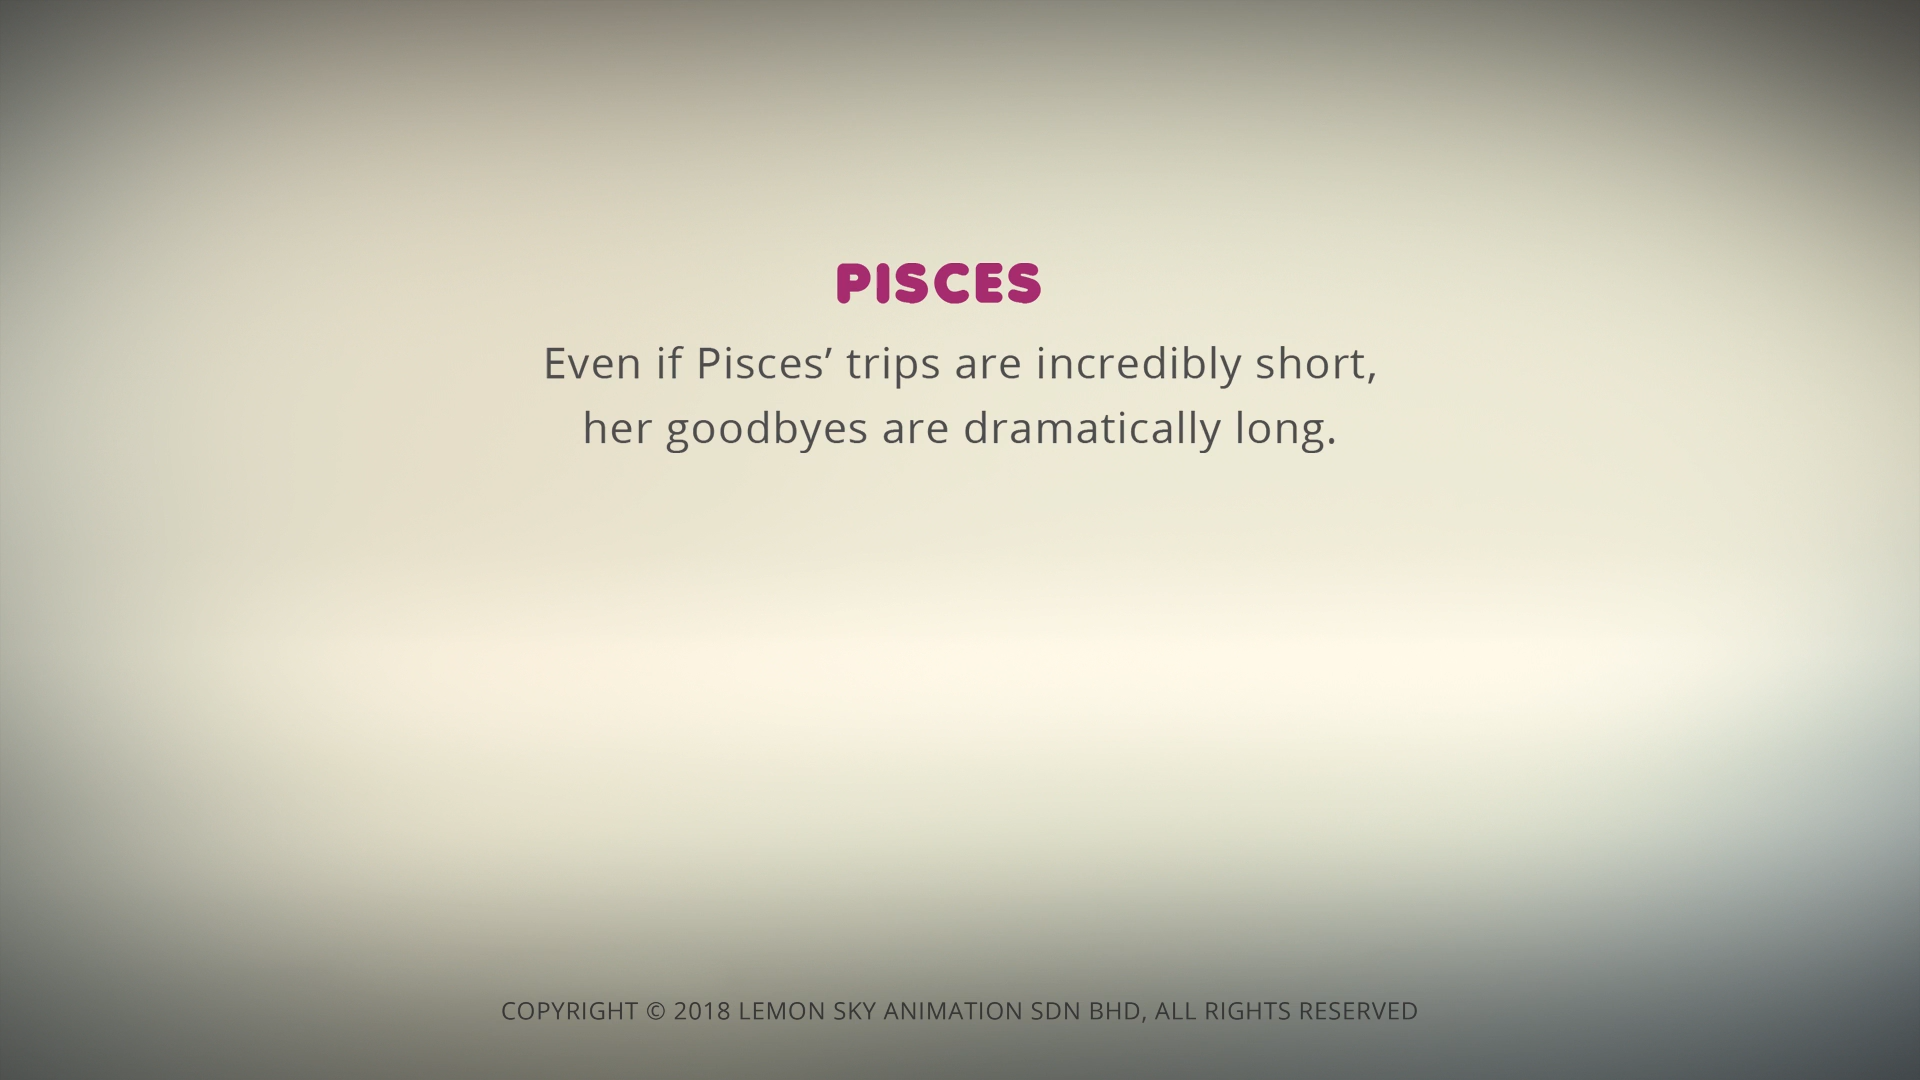 PISCES
Even if Pisces’ trips are incredibly short,
her goodbyes are dramatically long.
COPYRIGHT © 2018 LEMON SKY ANIMATION SDN BHD, ALL RIGHTS RESERVED